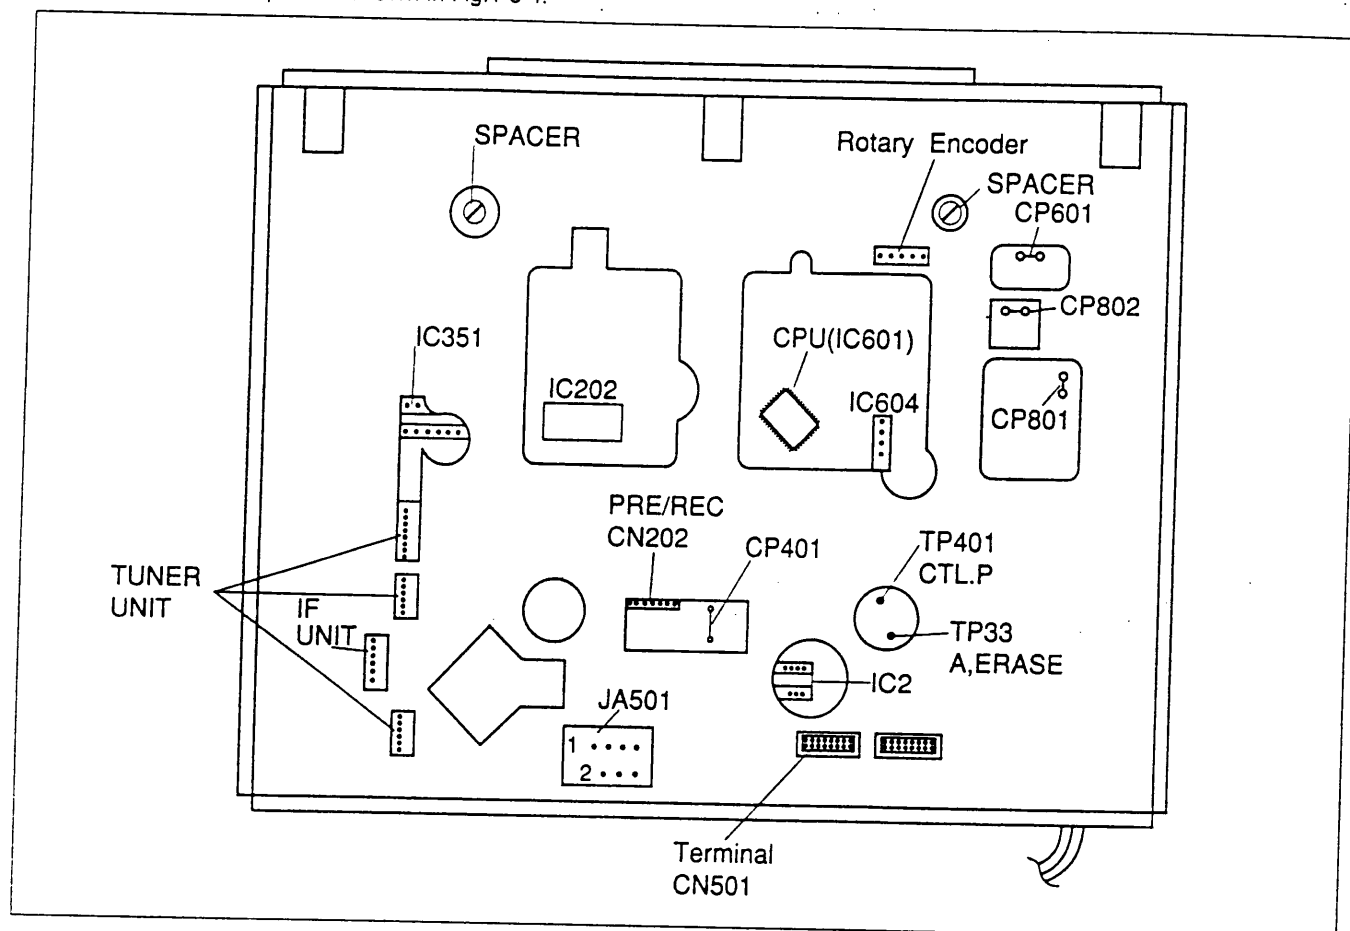 SPACER
Rotary Encoder
SPACER
CP601
CP802
IC351
CPU(IC601)
IC202
IC604
CP801
PRE/REC
CN202
CP401
TP401
CTL.P
TUNER
UNIT
IF
UNIT
TP33
A,ERASE
IC2
JA501
1
2
Terminal
CN501